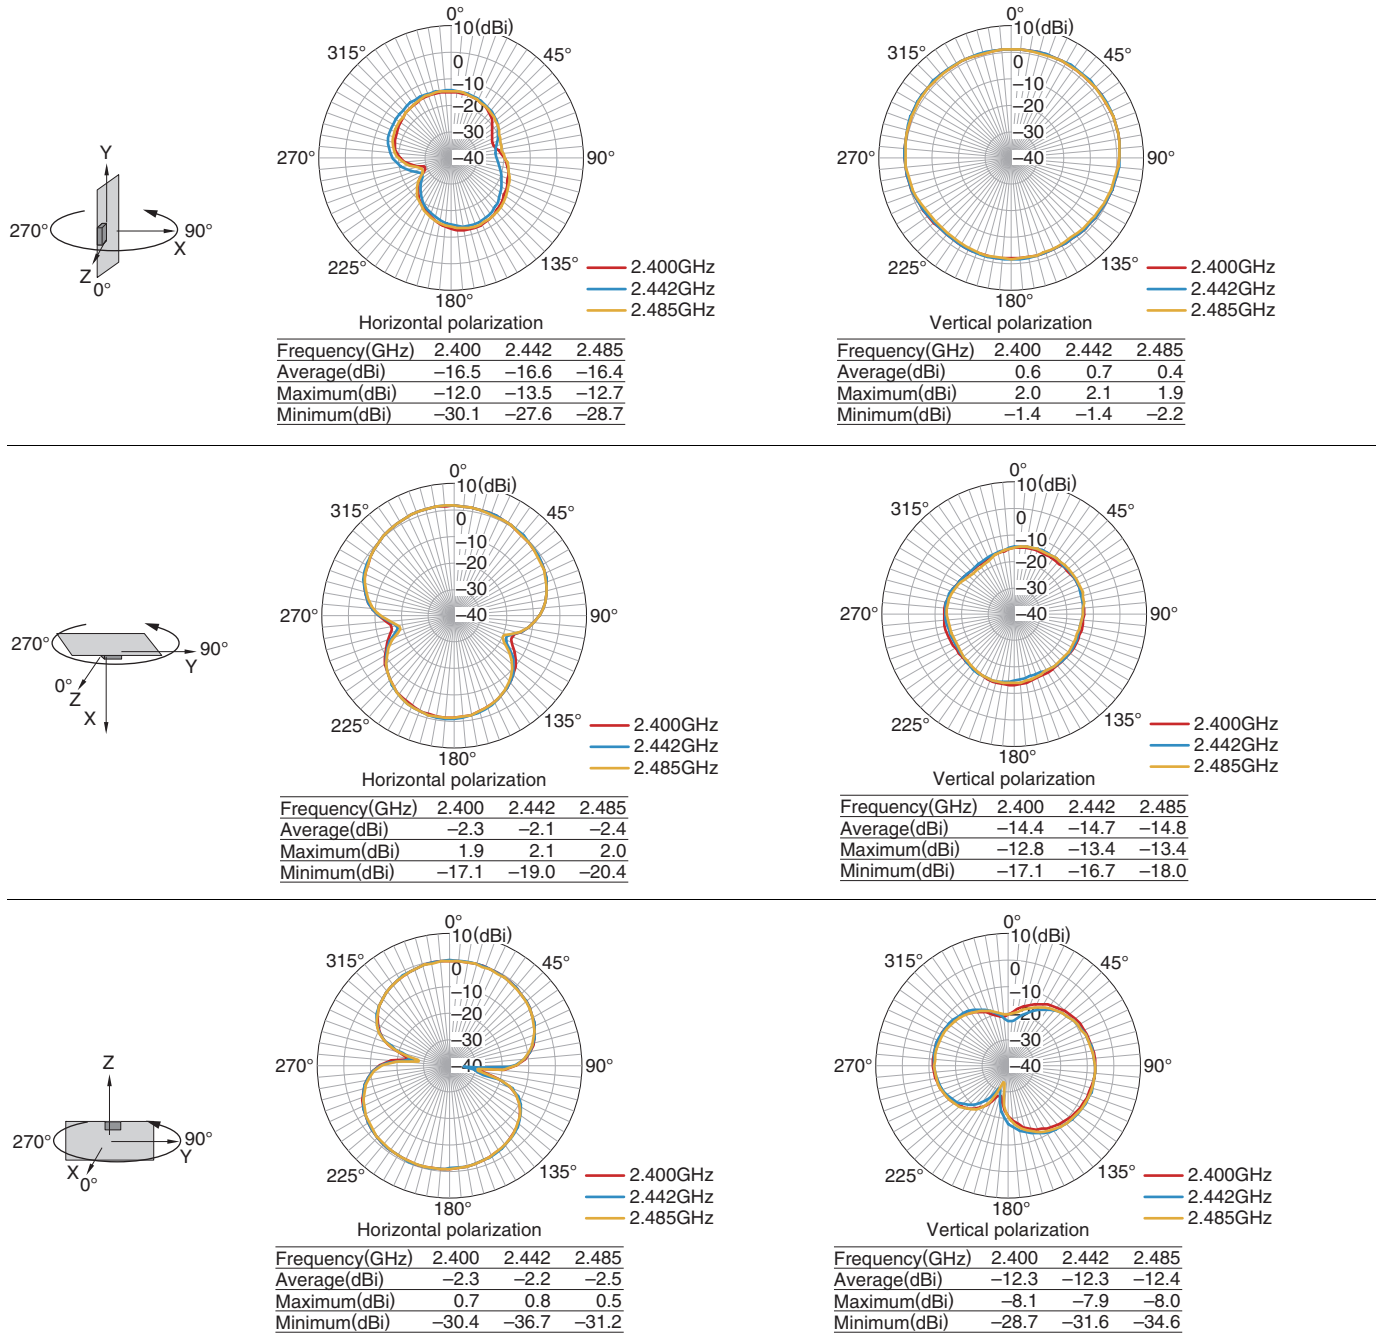 Y
270°
90°
X
Z
0°
0°
10(dBi)
315°
45°
0
−10
−20
−30
−40
270°
90°
225°
135°
180°
2.400GHz
2.442GHz
2.485GHz
Horizontal polarization
Frequency(GHz) 2.400 2.442 2.485
Average(dBi) −16.5 −16.6 −16.4
Maximum(dBi) −12.0 −13.5 −12.7
Minimum(dBi) −30.1 −27.6 −28.7
0°
10(dBi)
315°
45°
0
−10
−20
−30
−40
270°
90°
225°
135°
180°
2.400GHz
2.442GHz
2.485GHz
Vertical polarization
Frequency(GHz) 2.400 2.442 2.485
Average(dBi) 0.6 0.7 0.4
Maximum(dBi) 2.0 2.1 1.9
Minimum(dBi) −1.4 −1.4 −2.2
270°
90°
Y
0°
Z
X
0°
10(dBi)
315°
45°
0
−10
−20
−30
−40
270°
90°
225°
135°
180°
2.400GHz
2.442GHz
2.485GHz
Horizontal polarization
Frequency(GHz) 2.400 2.442 2.485
Average(dBi) −2.3 −2.1 −2.4
Maximum(dBi) 1.9 2.1 2.0
Minimum(dBi) −17.1 −19.0 −20.4
0°
10(dBi)
315°
45°
0
−10
−20
−30
−40
270°
90°
225°
135°
180°
2.400GHz
2.442GHz
2.485GHz
Vertical polarization
Frequency(GHz) 2.400 2.442 2.485
Average(dBi) −14.4 −14.7 −14.8
Maximum(dBi) −12.8 −13.4 −13.4
Minimum(dBi) −17.1 −16.7 −18.0
Z
270°
90°
Y
X
0°
0°
10(dBi)
315°
45°
0
−10
−20
−30
−40
270°
90°
225°
135°
180°
2.400GHz
2.442GHz
2.485GHz
Horizontal polarization
Frequency(GHz) 2.400 2.442 2.485
Average(dBi) −2.3 −2.2 −2.5
Maximum(dBi) 0.7 0.8 0.5
Minimum(dBi) −30.4 −36.7 −31.2
0°
10(dBi)
315°
45°
0
−10
−20
−30
−40
270°
90°
225°
135°
180°
2.400GHz
2.442GHz
2.485GHz
Vertical polarization
Frequency(GHz) 2.400 2.442 2.485
Average(dBi) −12.3 −12.3 −12.4
Maximum(dBi) −8.1 −7.9 −8.0
Minimum(dBi) −28.7 −31.6 −34.6